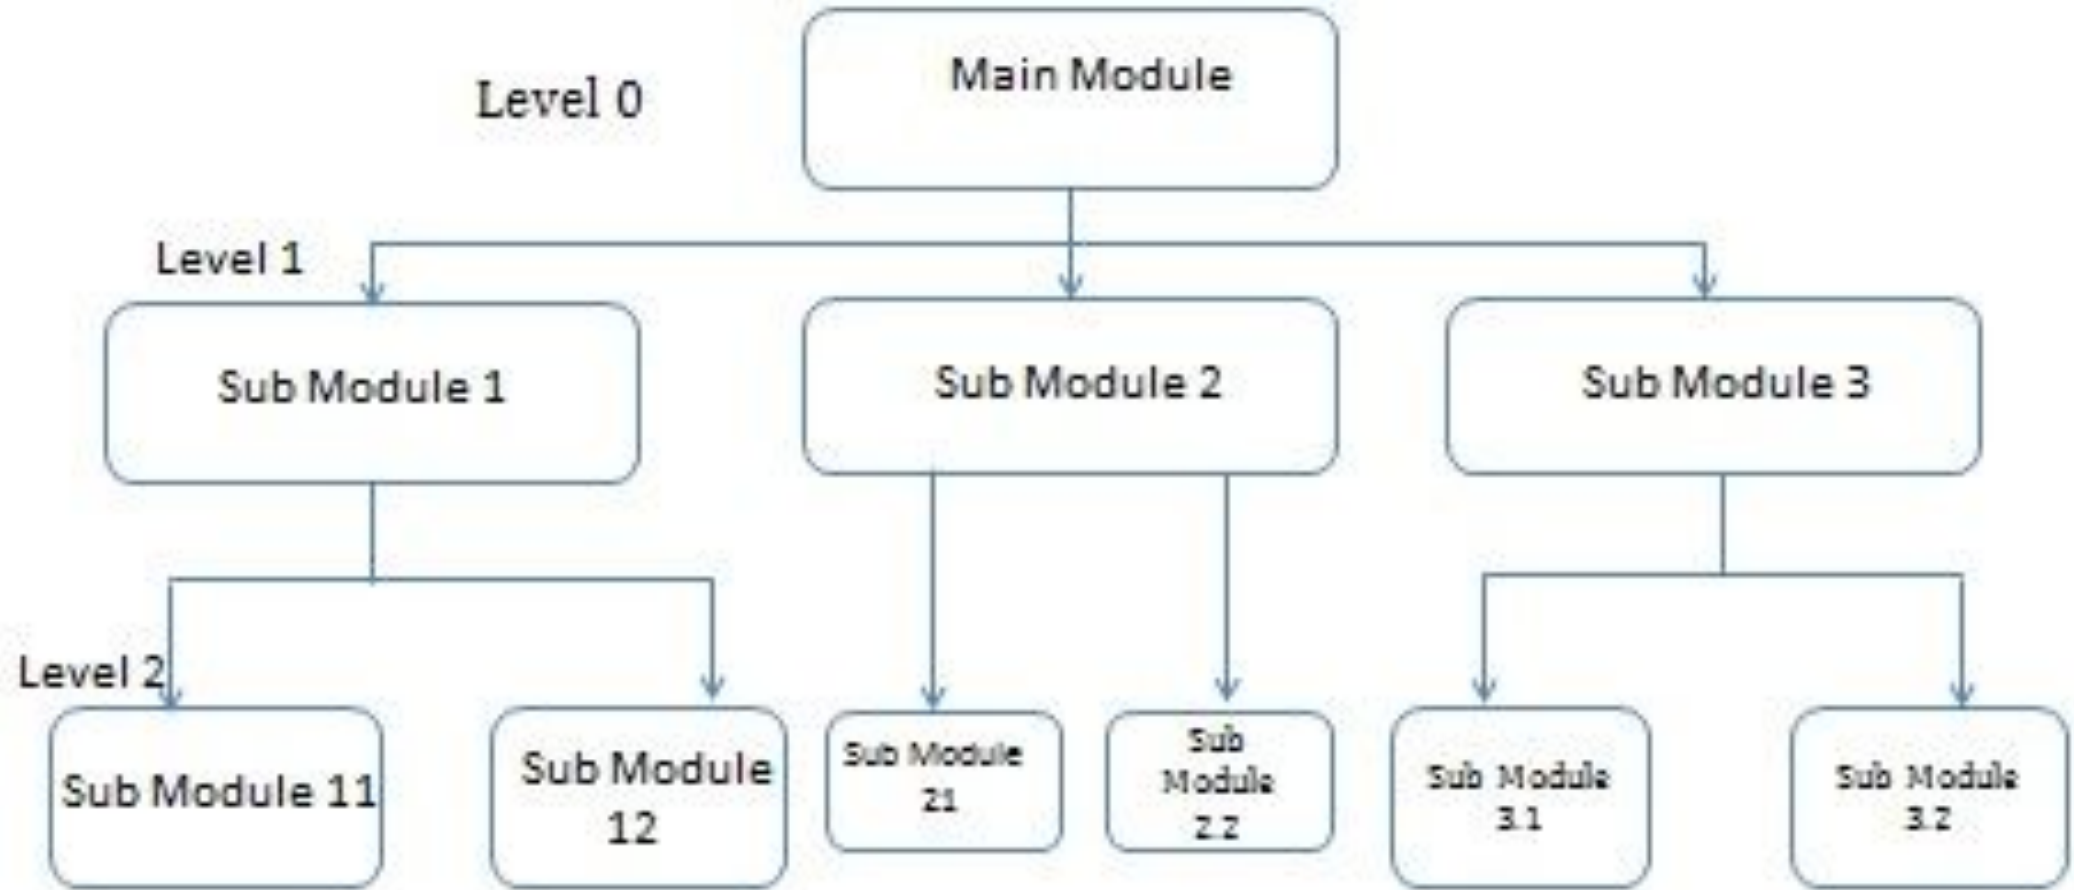 Level 0
Main Module
Level 1
Sub Module 1
Sub Module 2
Sub Module 3
Level 2
Sub Module 11
Sub Module
12
Sub Module
21
Sub
Module
2.2
Sub Module
3.1
Sub Module
3.2